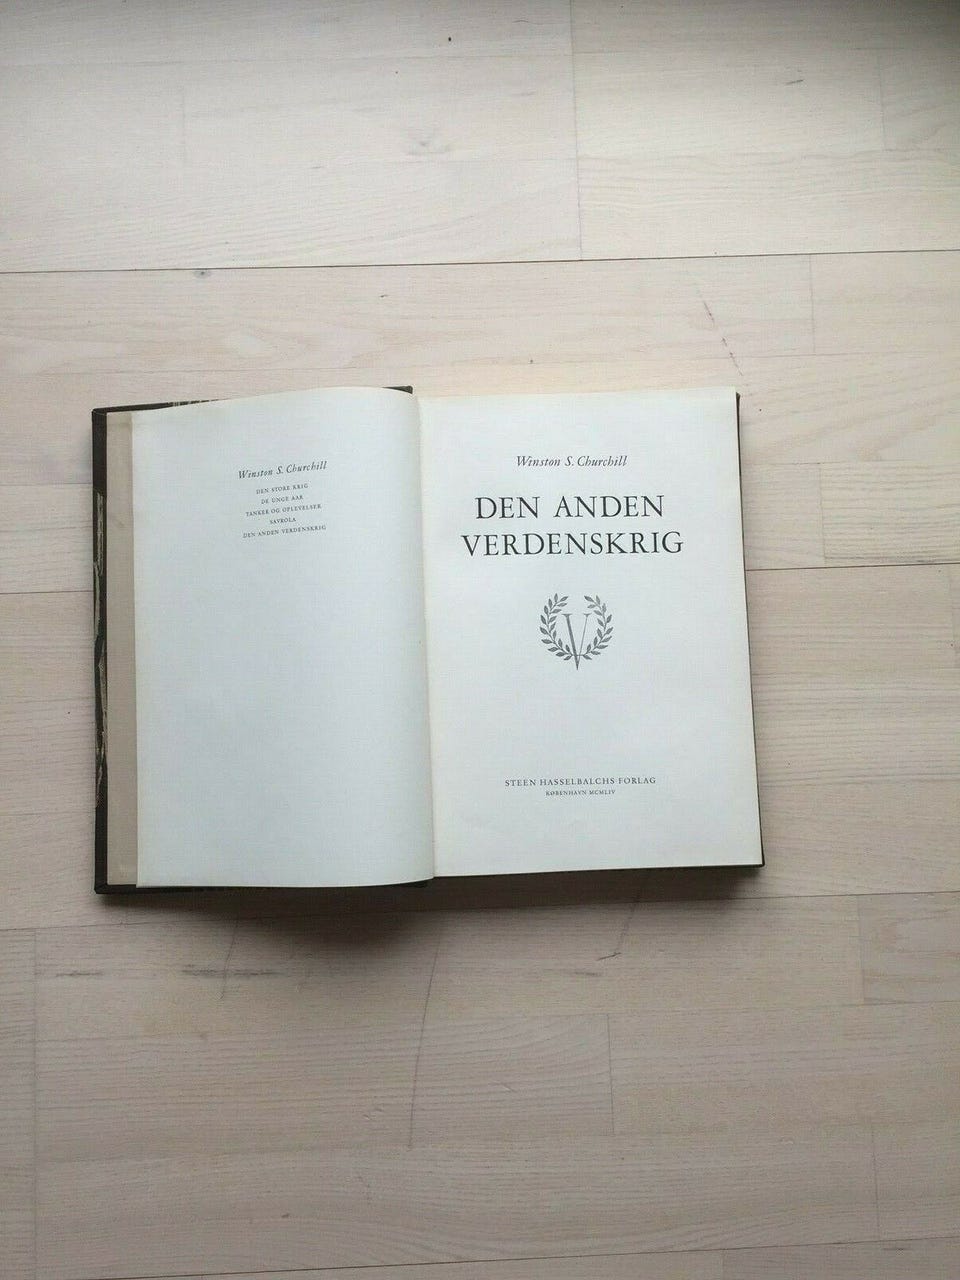 Winston S. Churchill
DEN STORE KRIG
DE UNGE AAR
TANKER OG OPLEVELSER
SAVROLA
DEN ANDEN VERDENSKRIG
Winston S. Churchill
DEN ANDEN
VERDENSKRIG
V
STEEN HASSELBALCHS FORLAG
KØBENHAVN MCMLIV